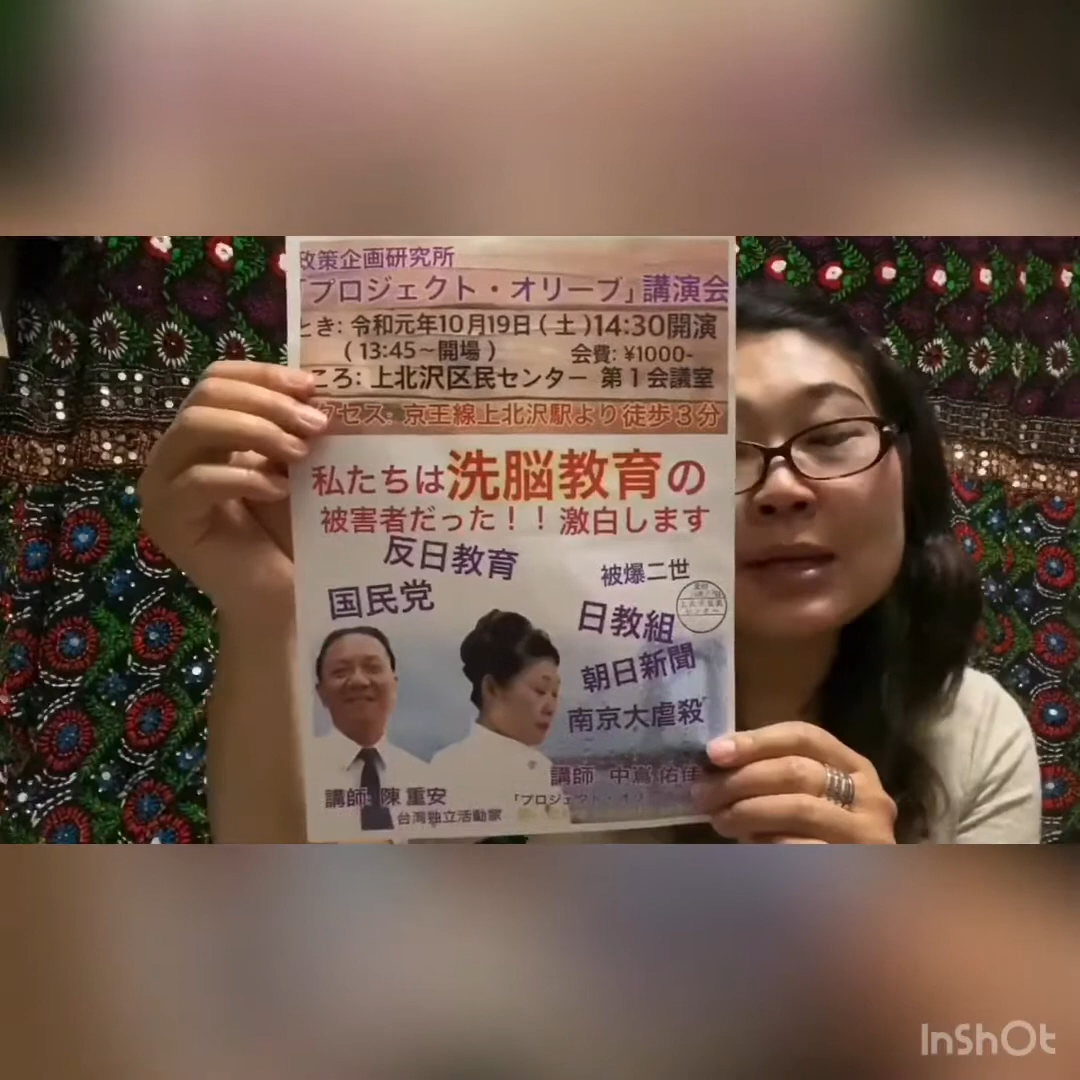 政策企画研究所
「プロジェクト・オリーブ」講演会
とき: 令和元年10月19日(土)14:30開演
(13:45~開場) 会費: ¥1000-
ころ: 上北沢区民センター 第1会議室
クセス: 京王線上北沢駅より徒歩3分
私たちは洗脳教育の
被害者だった!!激白します
反日教育
国民党
被爆二世
日教組
朝日新聞
南京大虐殺
講師 陳 重安
台湾独立活動家
講師 中嶌 佑佳
「プロジェクト・オ
InShOt